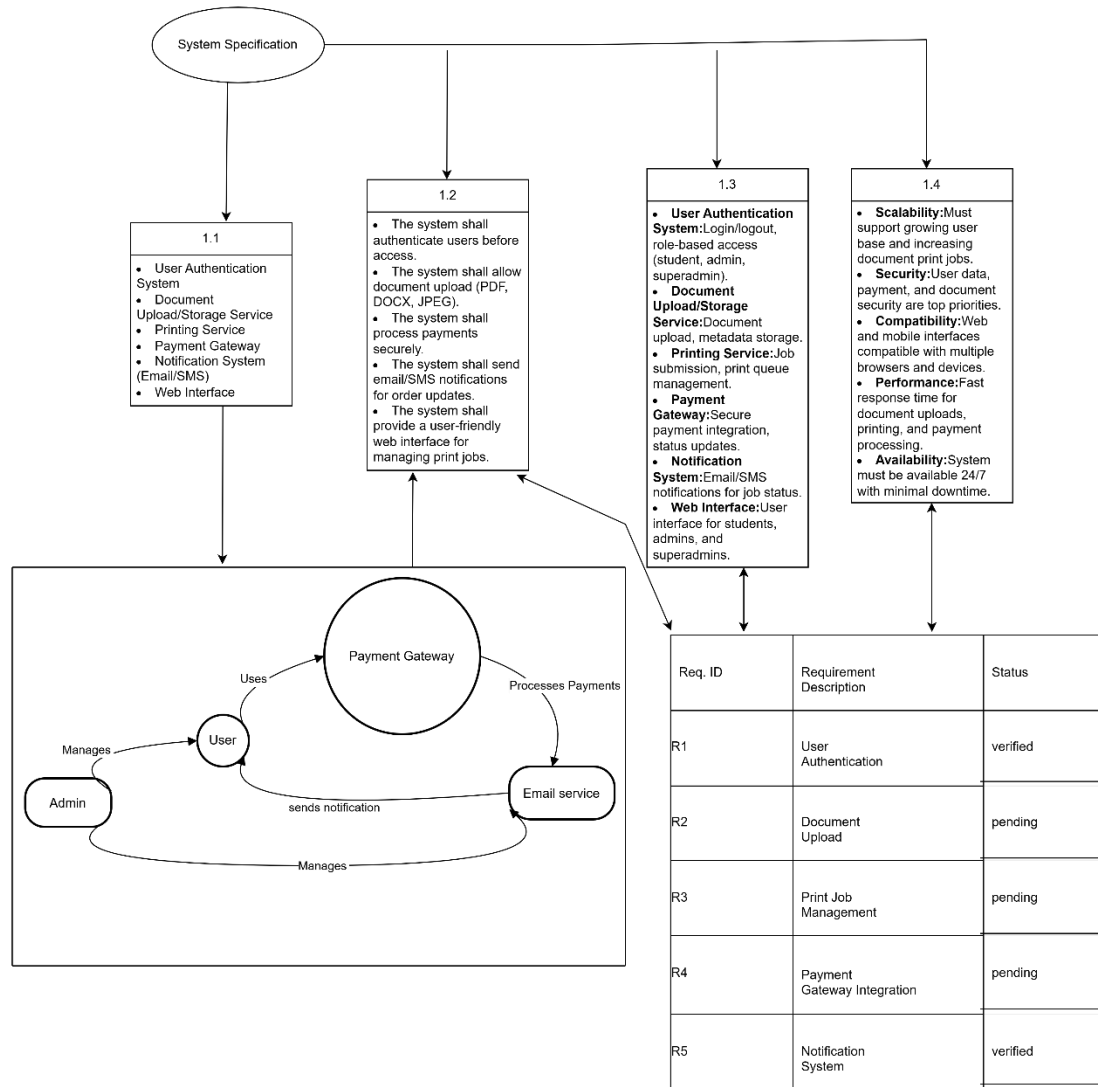 System Specification
1.1
• User Authentication
System
• Document
Upload/Storage Service
• Printing Service
• Payment Gateway
• Notification System
(Email/SMS)
• Web Interface
1.2
• The system shall
authenticate users before
access.
• The system shall allow
document upload (PDF,
DOCX, JPEG).
• The system shall
process payments
securely.
• The system shall send
email/SMS notifications
for order updates.
• The system shall
provide a user-friendly
web interface for
managing print jobs.
1.3
• User Authentication
System:Login/logout,
role-based access
(student, admin,
superadmin).
• Document
Upload/Storage
Service:Document
upload, metadata storage.
• Printing Service:Job
submission, print queue
management.
• Payment
Gateway:Secure
payment integration,
status updates.
• Notification
System:Email/SMS
notifications for job status.
• Web Interface:User
interface for students,
admins, and
superadmins.
1.4
• Scalability:Must
support growing user
base and increasing
document print jobs.
• Security:User data,
payment, and document
security are top priorities.
• Compatibility:Web
and mobile interfaces
compatible with multiple
browsers and devices.
• Performance:Fast
response time for
document uploads,
printing, and payment
processing.
• Availability:System
must be available 24/7
with minimal downtime.
Payment Gateway
Uses
Processes Payments
User
Manages
Admin
Email service
sends notification
Manages
Req. ID
Requirement
Description
Status
R1
User
Authentication
verified
R2
Document
Upload
pending
R3
Print Job
Management
pending
R4
Payment
Gateway Integration
pending
R5
Notification
System
verified